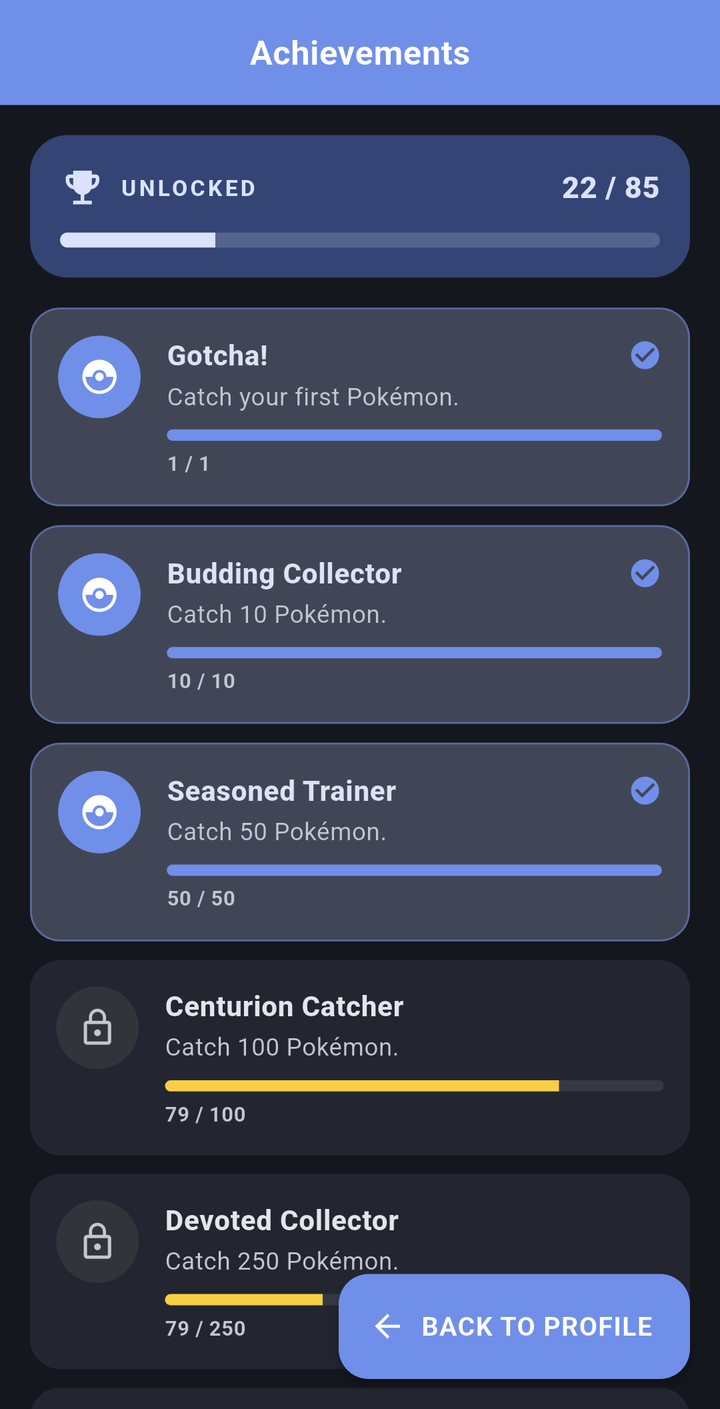 Achievements
UNLOCKED 22 / 85
Gotcha!
Catch your first Pokémon.
1 / 1
Budding Collector
Catch 10 Pokémon.
10 / 10
Seasoned Trainer
Catch 50 Pokémon.
50 / 50
Centurion Catcher
Catch 100 Pokémon.
79 / 100
Devoted Collector
Catch 250 Pokémon.
79 / 250
BACK TO PROFILE